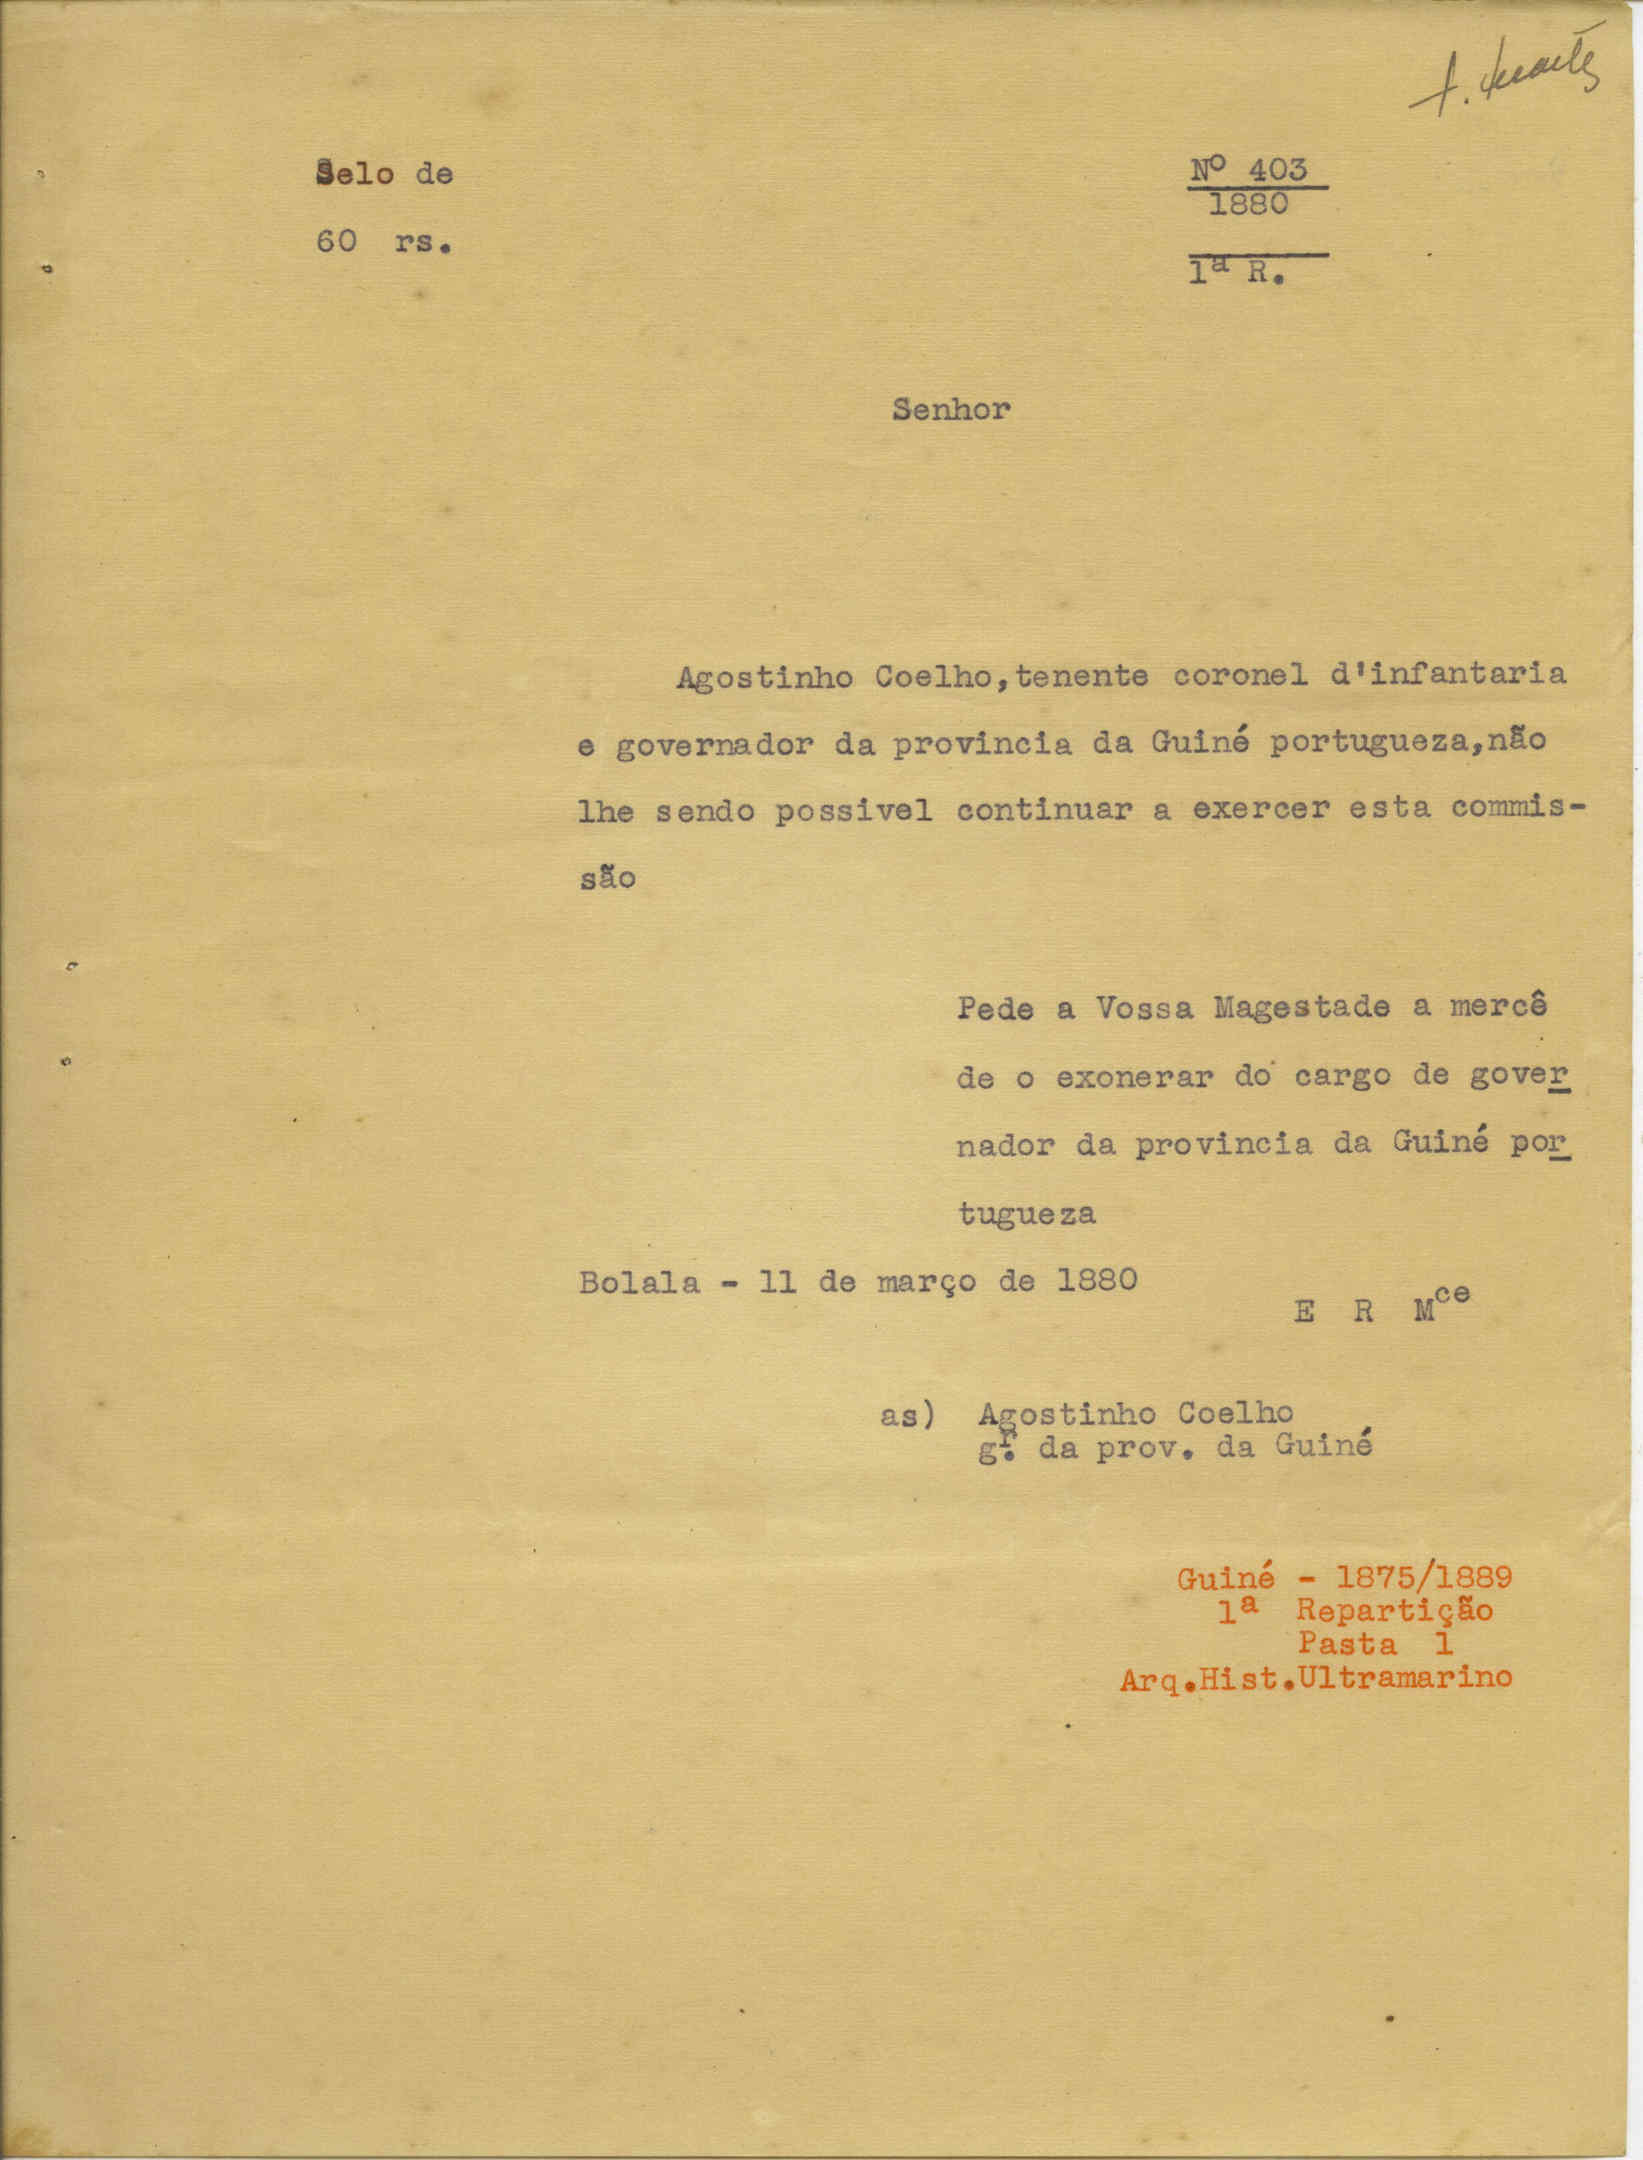 Selo de
60 rs.
Nº 403
1880
1ª R.
Senhor
Agostinho Coelho,tenente coronel d'infantaria
e governador da provincia da Guiné portugueza,não
lhe sendo possivel continuar a exercer esta commis-
são
Pede a Vossa Magestade a mercê
de o exonerar do cargo de gover
nador da provincia da Guiné por
tugueza
Bolala - 11 de março de 1880
E R Mce
as) Agostinho Coelho
gr. da prov. da Guiné
Guiné - 1875/1889
1ª Repartição
Pasta 1
Arq.Hist.Ultramarino